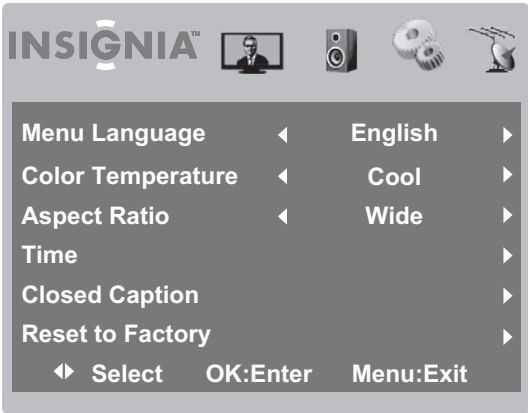 INSIGNIA™
Menu Language English
Color Temperature Cool
Aspect Ratio Wide
Time
Closed Caption
Reset to Factory
Select OK:Enter Menu:Exit